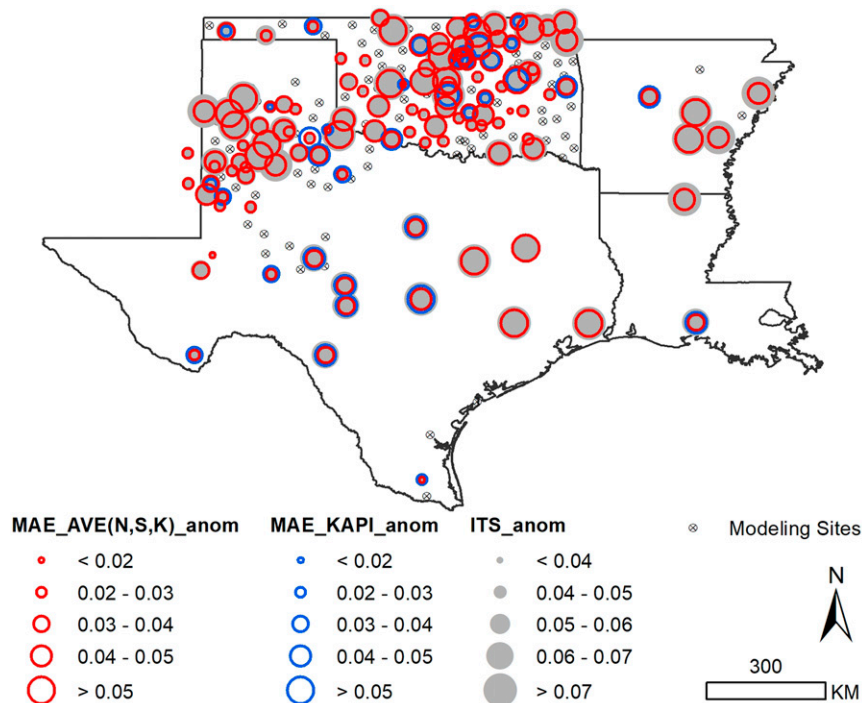 MAE_AVE(N,S,K)_anom MAE_KAPI_anom ITS_anom Modeling Sites
< 0.02 < 0.02 < 0.04
0.02 - 0.03 0.02 - 0.03 0.04 - 0.05
0.03 - 0.04 0.03 - 0.04 0.05 - 0.06
0.04 - 0.05 0.04 - 0.05 0.06 - 0.07
> 0.05 > 0.05 > 0.07
N
300
KM